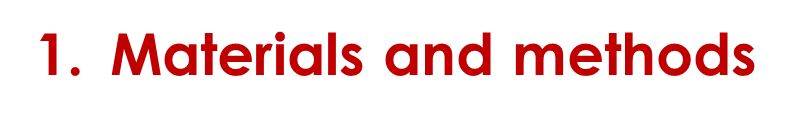 1. Materials and methods